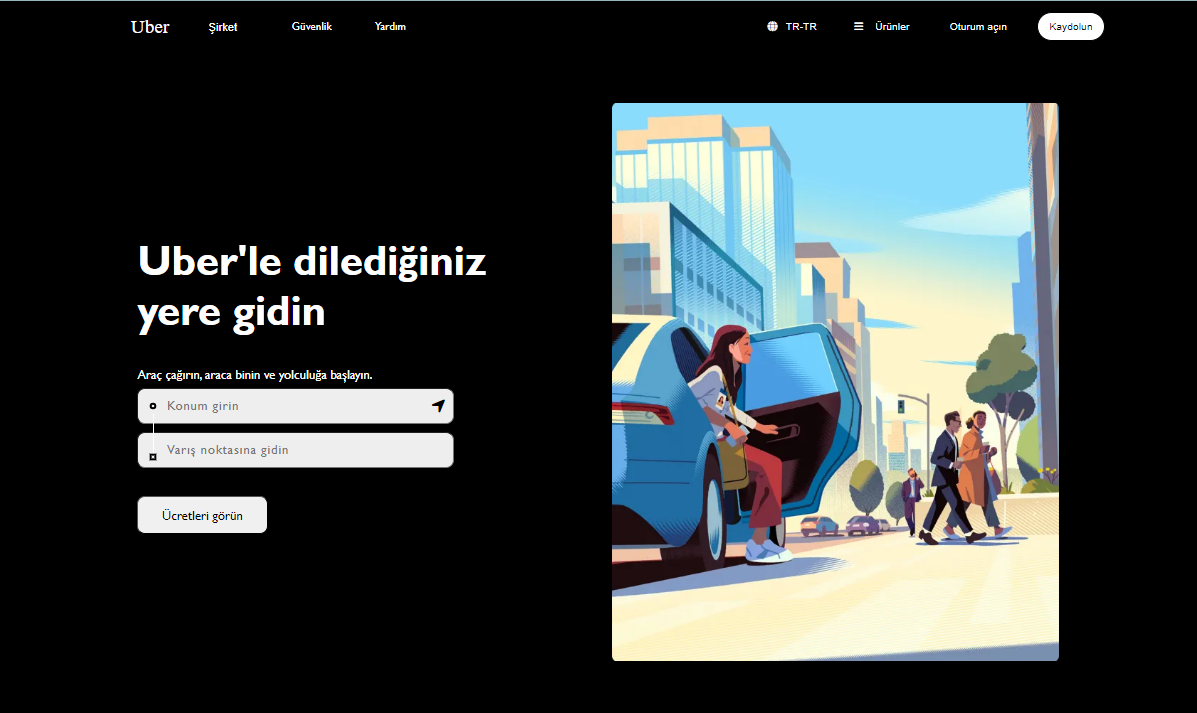 Uber
Şirket
Güvenlik
Yardım
TR-TR
Ürünler
Oturum açın
Kaydolun
Uber'le dilediğiniz
yere gidin
Araç çağırın, araca binin ve yolculuğa başlayın.
Konum girin
Varış noktasına gidin
Ücretleri görün